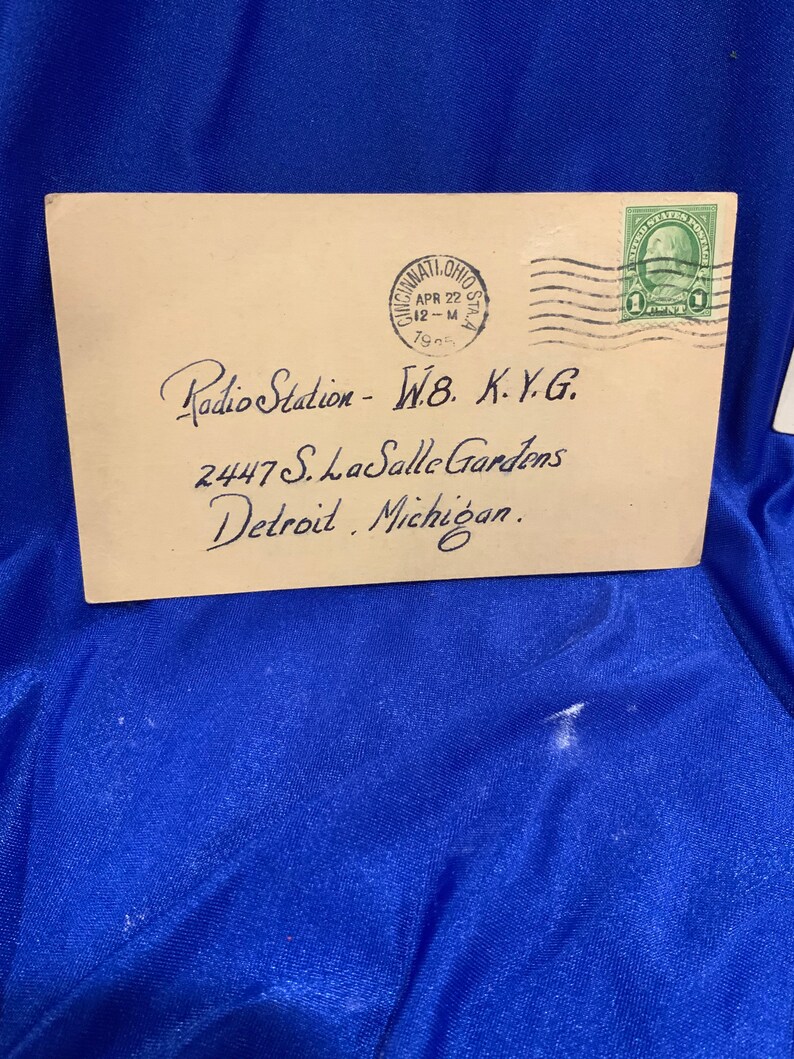 UNITED STATES POSTAGE
1 CENT 1
CINCINNATI, OHIO STA. A
APR 22
12 - M
Radio Station - W.8. K.Y.G.
2447 S. LaSalle Gardens
Detroit, Michigan.